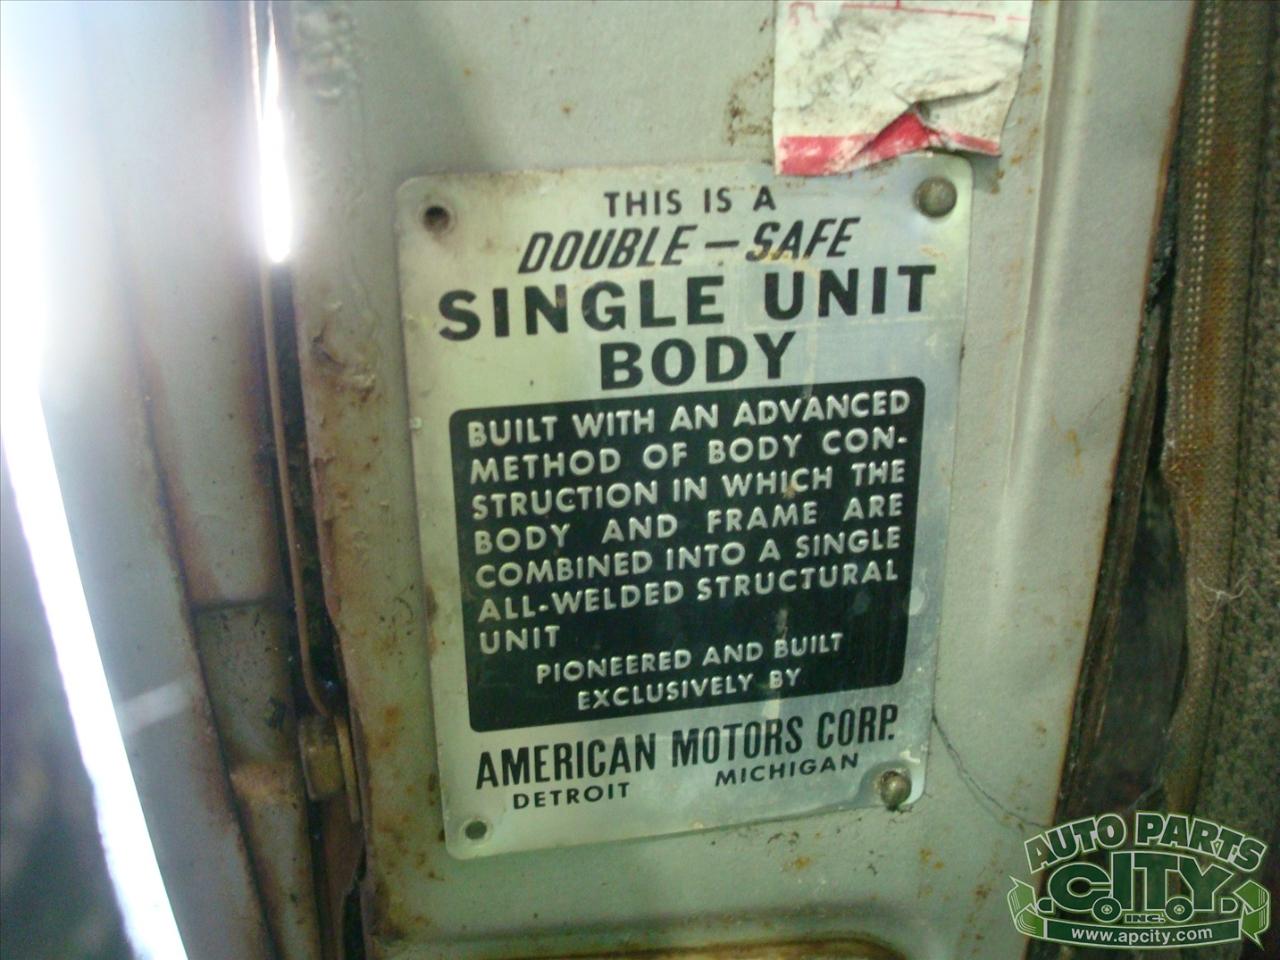 THIS IS A
DOUBLE – SAFE
SINGLE UNIT
BODY
BUILT WITH AN ADVANCED
METHOD OF BODY CON-
STRUCTION IN WHICH THE
BODY AND FRAME ARE
COMBINED INTO A SINGLE
ALL-WELDED STRUCTURAL
UNIT
PIONEERED AND BUILT
EXCLUSIVELY BY
AMERICAN MOTORS CORP.
DETROIT MICHIGAN
AUTO PARTS
CITY
INC.
www.apcity.com